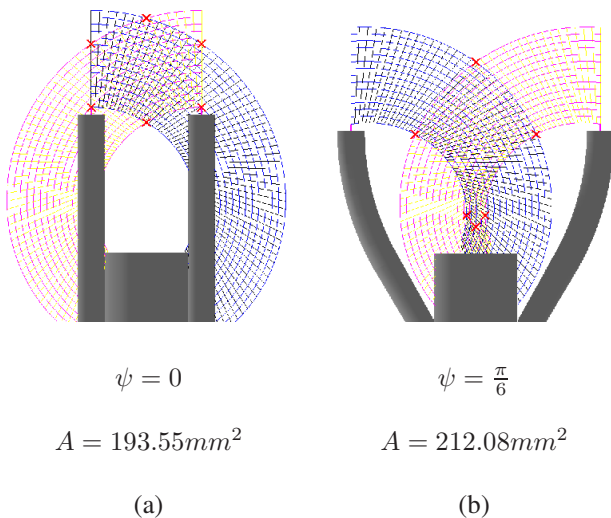 ψ = 0
ψ = π/6
A = 193.55mm²
A = 212.08mm²
(a)
(b)